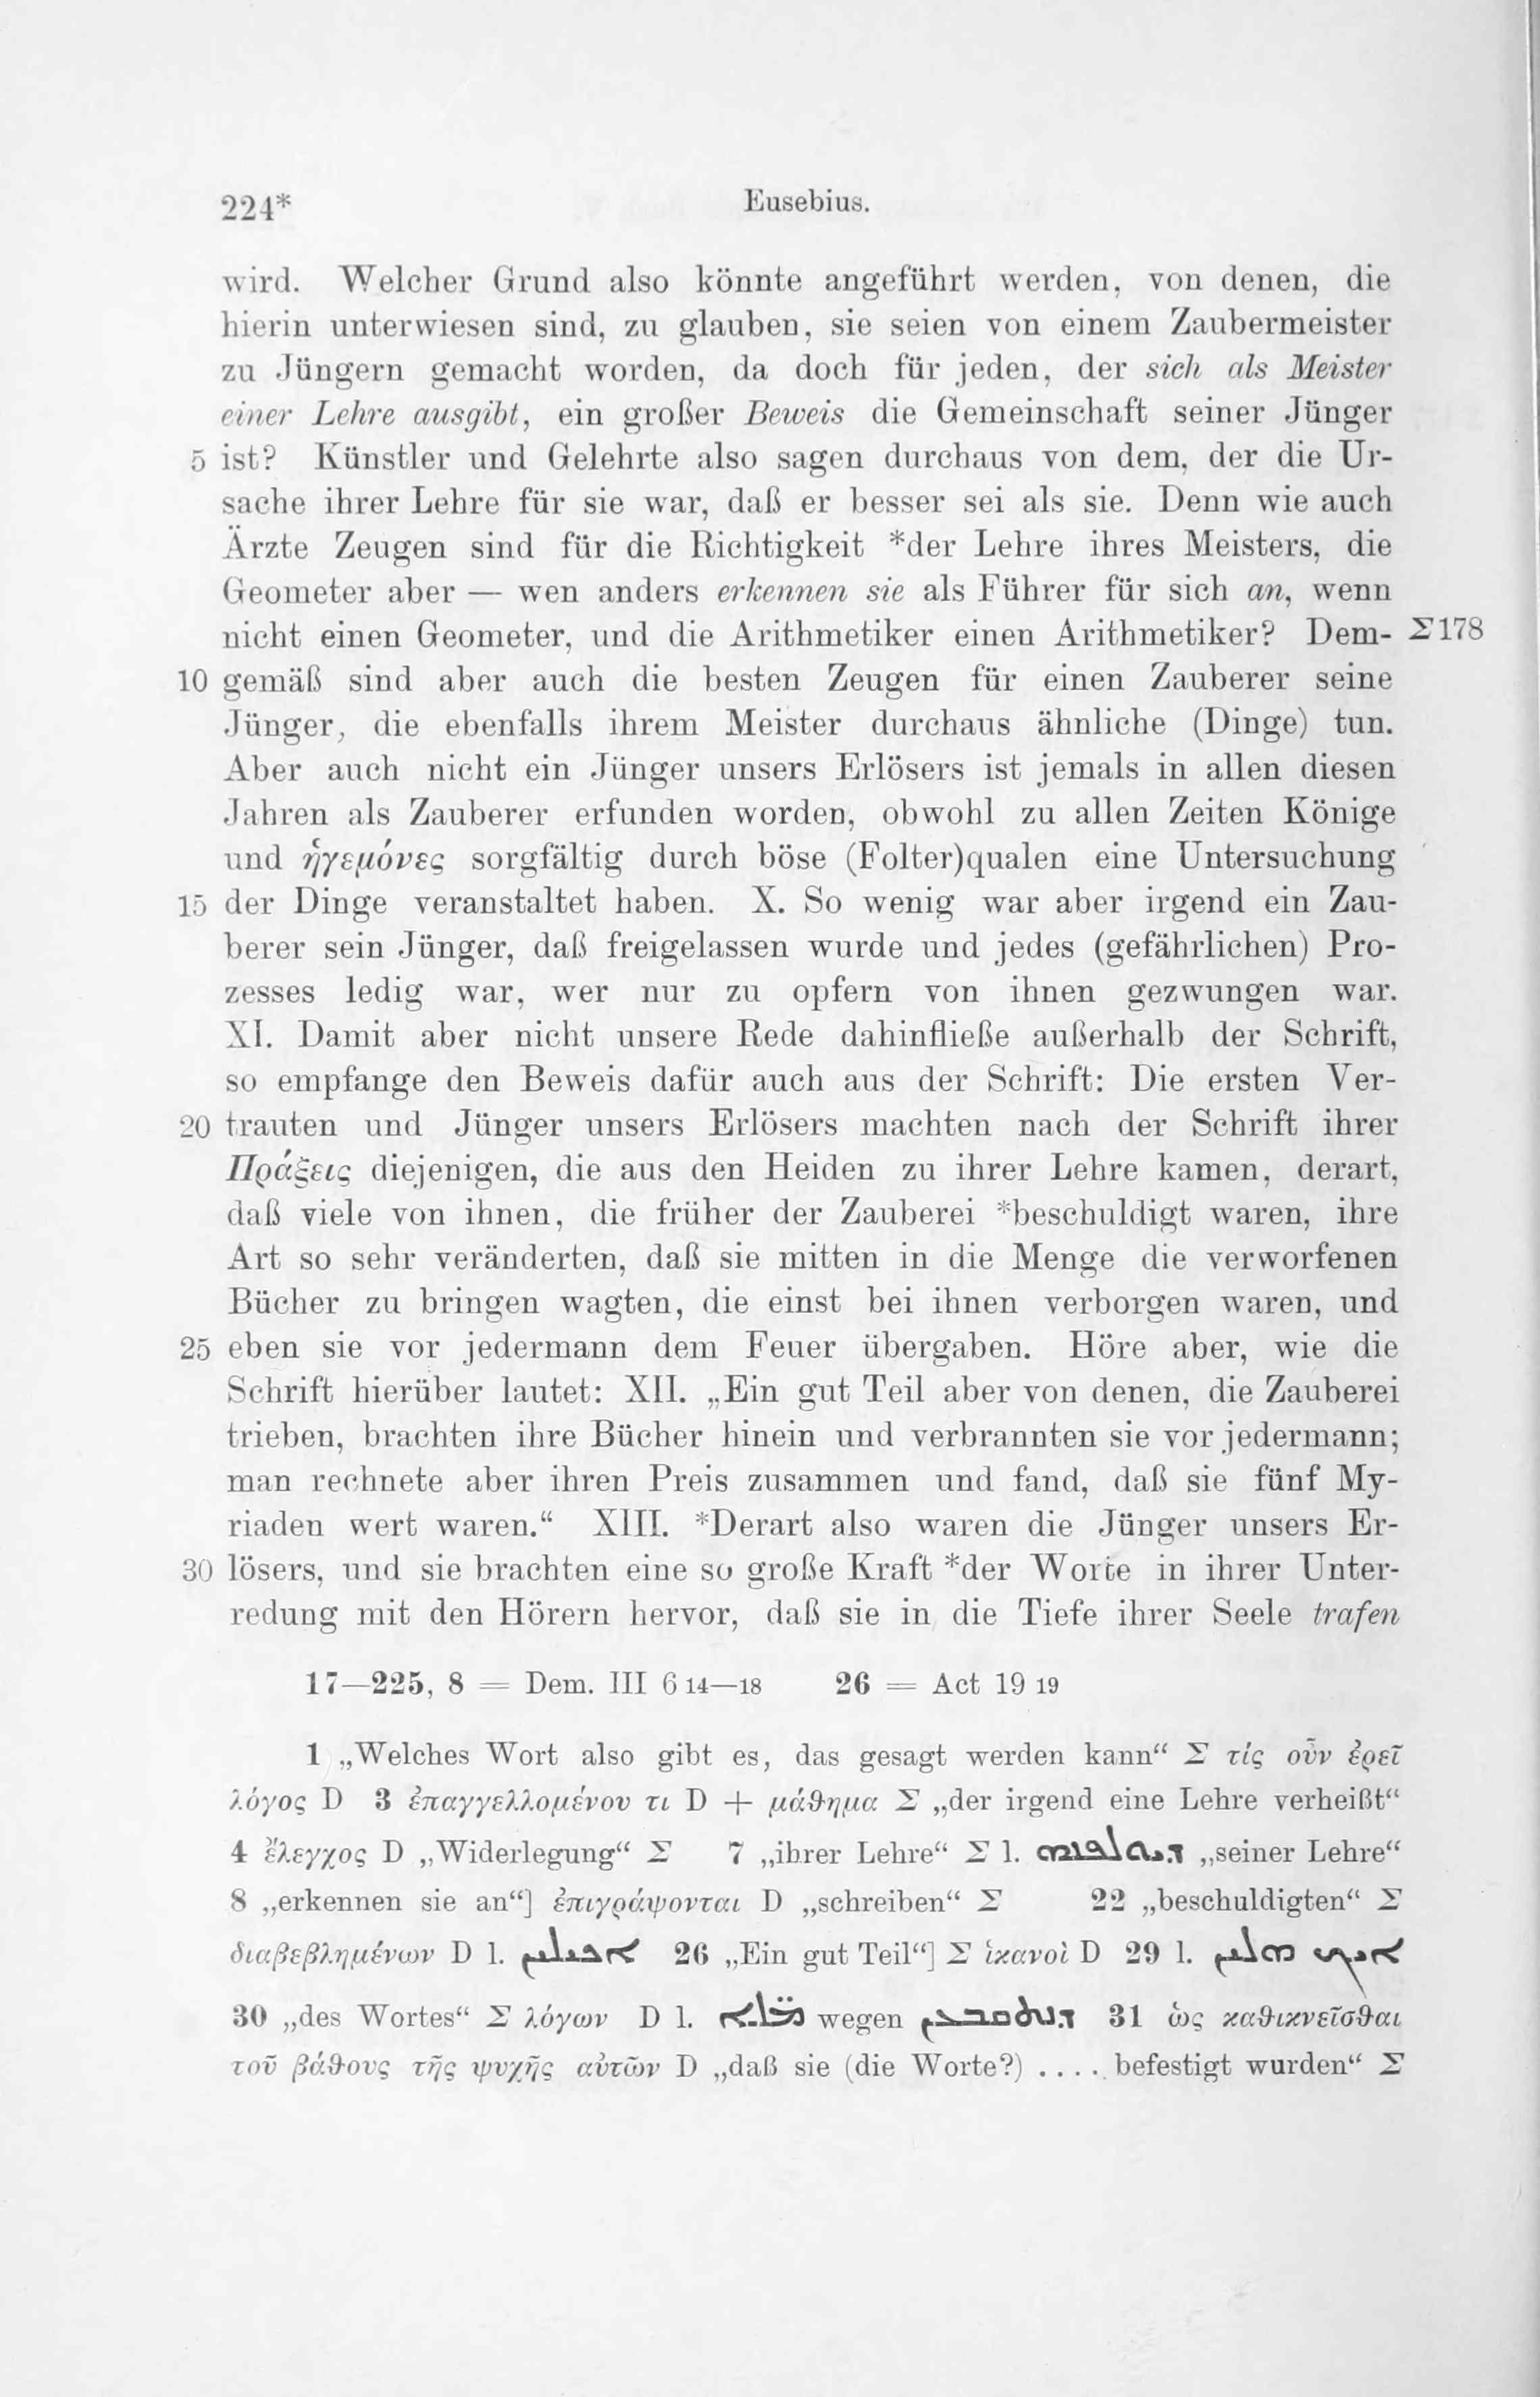 224* Eusebius.
wird. Welcher Grund also könnte angeführt werden, von denen, die
hierin unterwiesen sind, zu glauben, sie seien von einem Zaubermeister
zu Jüngern gemacht worden, da doch für jeden, der sich als Meister
einer Lehre ausgibt, ein großer Beweis die Gemeinschaft seiner Jünger
5 ist? Künstler und Gelehrte also sagen durchaus von dem, der die Ur-
sache ihrer Lehre für sie war, daß er besser sei als sie. Denn wie auch
Ärzte Zeugen sind für die Richtigkeit *der Lehre ihres Meisters, die
Geometer aber — wen anders erkennen sie als Führer für sich an, wenn
nicht einen Geometer, und die Arithmetiker einen Arithmetiker? Dem- Σ178
10 gemäß sind aber auch die besten Zeugen für einen Zauberer seine
Jünger, die ebenfalls ihrem Meister durchaus ähnliche (Dinge) tun.
Aber auch nicht ein Jünger unsers Erlösers ist jemals in allen diesen
Jahren als Zauberer erfunden worden, obwohl zu allen Zeiten Könige
und ἡγεμόνες sorgfältig durch böse (Folter)qualen eine Untersuchung
15 der Dinge veranstaltet haben. X. So wenig war aber irgend ein Zau-
berer sein Jünger, daß freigelassen wurde und jedes (gefährlichen) Pro-
zesses ledig war, wer nur zu opfern von ihnen gezwungen war.
XI. Damit aber nicht unsere Rede dahinfließe außerhalb der Schrift,
so empfange den Beweis dafür auch aus der Schrift: Die ersten Ver-
20 trauten und Jünger unsers Erlösers machten nach der Schrift ihrer
Πράξεις diejenigen, die aus den Heiden zu ihrer Lehre kamen, derart,
daß viele von ihnen, die früher der Zauberei *beschuldigt waren, ihre
Art so sehr veränderten, daß sie mitten in die Menge die verworfenen
Bücher zu bringen wagten, die einst bei ihnen verborgen waren, und
25 eben sie vor jedermann dem Feuer übergaben. Höre aber, wie die
Schrift hierüber lautet: XII. „Ein gut Teil aber von denen, die Zauberei
trieben, brachten ihre Bücher hinein und verbrannten sie vor jedermann;
man rechnete aber ihren Preis zusammen und fand, daß sie fünf My-
riaden wert waren.“ XIII. *Derart also waren die Jünger unsers Er-
30 lösers, und sie brachten eine so große Kraft *der Worte in ihrer Unter-
redung mit den Hörern hervor, daß sie in die Tiefe ihrer Seele trafen
17—225, 8 = Dem. III 6 14—18 26 = Act 19 19
1 „Welches Wort also gibt es, das gesagt werden kann“ Σ τίς οὖν ἐρεῖ
λόγος D 3 ἐπαγγελλομένου τι D + μάθημα Σ „der irgend eine Lehre verheißt“
4 ἔλεγχος D „Widerlegung“ Σ 7 „ihrer Lehre“ Σ l. ܕܝܘܠܦܢܗ „seiner Lehre“
8 „erkennen sie an“] ἐπιγράψονται D „schreiben“ Σ 22 „beschuldigten“ Σ
διαβεβλημένων D l. 26 „Ein gut Teil“] Σ ἱκανοὶ D 29 l. ܐܝܟ ܗܠܝܢ
30 „des Wortes“ Σ λόγων D l. ܡ̈ܠܐ wegen 31 ὡς καθικνεῖσθαι
τοῦ βάθους τῆς ψυχῆς αὐτῶν D „daß sie (die Worte?) .... befestigt wurden“ Σ